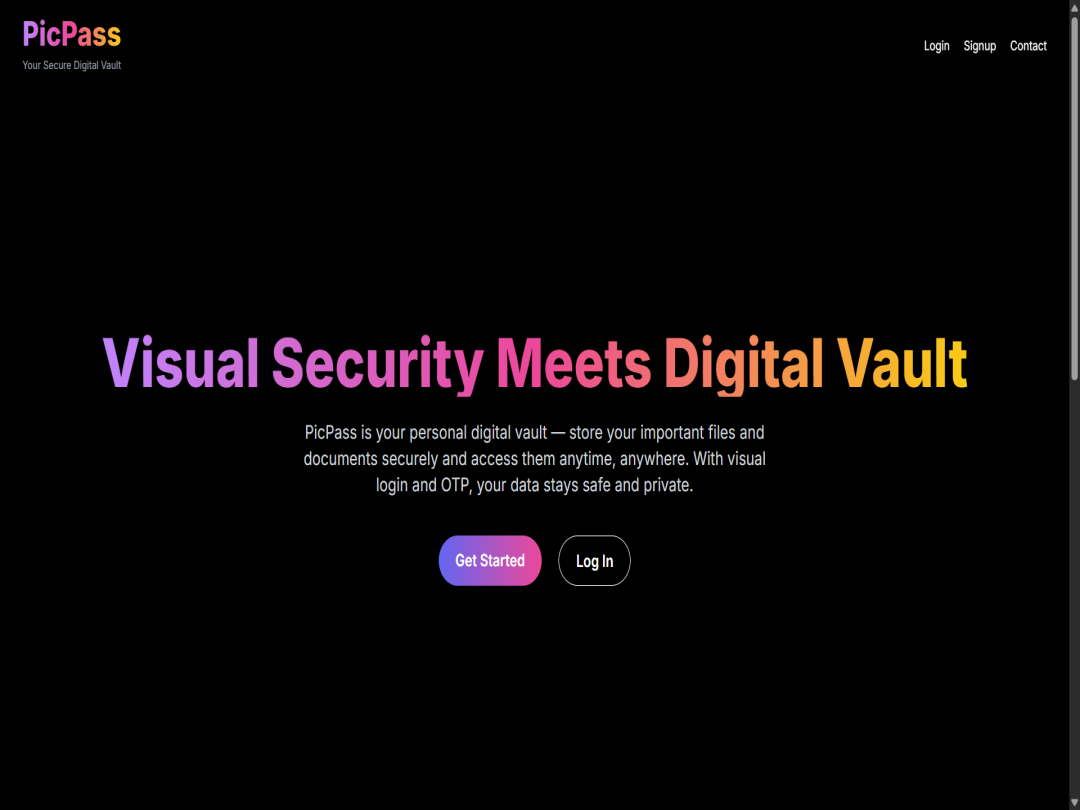 PicPass
Your Secure Digital Vault
Login
Signup
Contact
Visual Security Meets Digital Vault
PicPass is your personal digital vault — store your important files and
documents securely and access them anytime, anywhere. With visual
login and OTP, your data stays safe and private.
Get Started
Log In